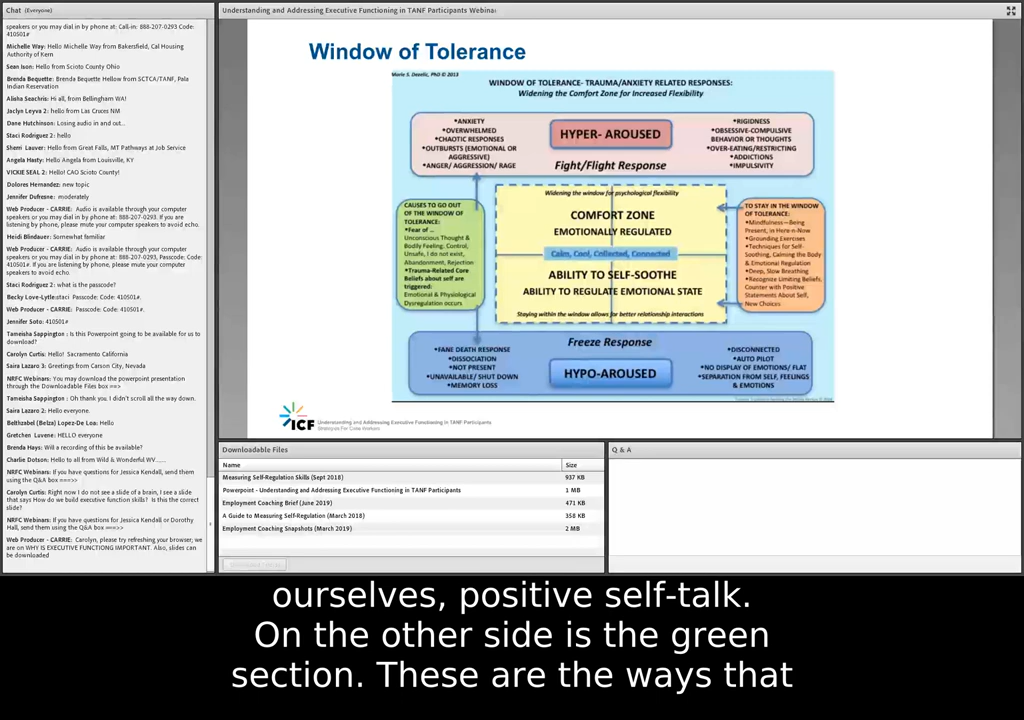 Chat (Everyone)
speakers or you may dial in by phone at: Call-in: 888-207-0293 Code:
410501#
Michelle Way: Hello Michelle Way from Bakersfield, Cal Housing
Authority of Kern
Sean Ison: Hello from Scioto County Ohio
Brenda Bequette: Brenda Bequette Hellow from SCTCA/TANF, Pala
Indian Reservation
Alisha Seachris: Hi all, from Bellingham WA!
Jaclyn Leyva 2: hello from Las Cruces NM
Dane Hutchinson: Losing audio in and out...
Staci Rodriguez 2: hello
Sherri Lauver: Hello from Great Falls, MT Pathways at Job Service
Angela Hasty: Hello Angela from Louisville, KY
VICKIE SEAL 2: Hello! CAO Scioto County!
Dolores Hernandez: new topic
Jennifer Dufresne: moderately
Web Producer - CARRIE: Audio is available through your computer
speakers or you may dial in by phone at: 888-207-0293. If you are
listening by phone, please mute your computer speakers to avoid echo.
Heidi Blindauer: Somewhat familiar
Web Producer - CARRIE: Audio is available through your computer
speakers or you may dial in by phone at: 888-207-0293, Passcode: Code:
410501#. If you are listening by phone, please mute your computer
speakers to avoid echo.
Staci Rodriguez 2: what is the passcode?
Becky Love-Lytle:staci Passcode: Code: 410501#.
Web Producer - CARRIE: Passcode: Code: 410501#.
Jennifer Soto: 410501#
Tameisha Sappington : Is this Powerpoint going to be available for us to
download?
Carolyn Curtis: Hello! Sacramento California
Saira Lazaro 3: Greetings from Carson City, Nevada
NRFC Webinars: You may download the powerpoint presentation
through the Downloadable Files box ==>
Tameisha Sappington : Oh thank you. I didn't scroll all the way down.
Saira Lazaro 2: Hello everyone.
Belthzabel (Belza) Lopez-De Loa: Hello
Gretchen Luvene: HELLO everyone
Brenda Hays: Will a recording of this be available?
Charlie Dotson: Hello to all from Wild & Wonderful WV......
NRFC Webinars: If you have questions for Jessica Kendall, send them
using the Q&A box ====>>
Carolyn Curtis: Right now I do not see a slide of a brain, I see a slide
that says How do we build executive function skills? Is this the correct
slide?
NRFC Webinars: If you have questions for Jessica Kendall or Dorothy
Hall, send them using the Q&A box ===>>
Web Producer - CARRIE: Carolyn, please try refreshing your browser; we
are on WHY IS EXECUTIVE FUNCTIONG IMPORTANT. Also, slides can
be downloaded
Understanding and Addressing Executive Functioning in TANF Participants Webinar
Window of Tolerance
Marie S. Dezelic, PhD © 2013
WINDOW OF TOLERANCE- TRAUMA/ANXIETY RELATED RESPONSES:
Widening the Comfort Zone for Increased Flexibility
•ANXIETY
•OVERWHELMED
•CHAOTIC RESPONSES
•OUTBURSTS (EMOTIONAL OR
AGGRESSIVE)
•ANGER/ AGGRESSION/ RAGE
HYPER- AROUSED
Fight/Flight Response
•RIGIDNESS
•OBSESSIVE-COMPULSIVE
BEHAVIOR OR THOUGHTS
•OVER-EATING/RESTRICTING
•ADDICTIONS
•IMPULSIVITY
CAUSES TO GO OUT
OF THE WINDOW OF
TOLERANCE:
•Fear of ...
Unconscious Thought &
Bodily Feeling: Control,
Unsafe, I do not exist,
Abandonment, Rejection
•Trauma-Related Core
Beliefs about self are
triggered:
Emotional & Physiological
Dysregulation occurs
Widening the window for psychological flexibility
COMFORT ZONE
EMOTIONALLY REGULATED
Calm, Cool, Collected, Connected
ABILITY TO SELF-SOOTHE
ABILITY TO REGULATE EMOTIONAL STATE
Staying within the window allows for better relationship interactions
TO STAY IN THE WINDOW
OF TOLERANCE:
•Mindfulness—Being
Present, in Here-n-Now
•Grounding Exercises
•Techniques for Self-
Soothing, Calming the Body
& Emotional Regulation
•Deep, Slow Breathing
•Recognize Limiting Beliefs,
Counter with Positive
Statements About Self,
New Choices
•FANE DEATH RESPONSE
•DISSOCIATION
•NOT PRESENT
•UNAVAILABLE/ SHUT DOWN
•MEMORY LOSS
Freeze Response
HYPO-AROUSED
•DISCONNECTED
•AUTO PILOT
•NO DISPLAY OF EMOTIONS/ FLAT
•SEPARATION FROM SELF, FEELINGS
& EMOTIONS
ICF
Understanding and Addressing Executive Functioning in TANF Participants
Strategies For Case Workers
Downloadable Files
Name Size
Measuring Self-Regulation Skills (Sept 2018) 937 KB
Powerpoint - Understanding and Addressing Executive Functioning in TANF Participants 1 MB
Employment Coaching Brief (June 2019) 471 KB
A Guide to Measuring Self-Regulation (March 2018) 358 KB
Employment Coaching Snapshots (March 2019) 2 MB
Q & A
ourselves, positive self-talk.
On the other side is the green
section. These are the ways that